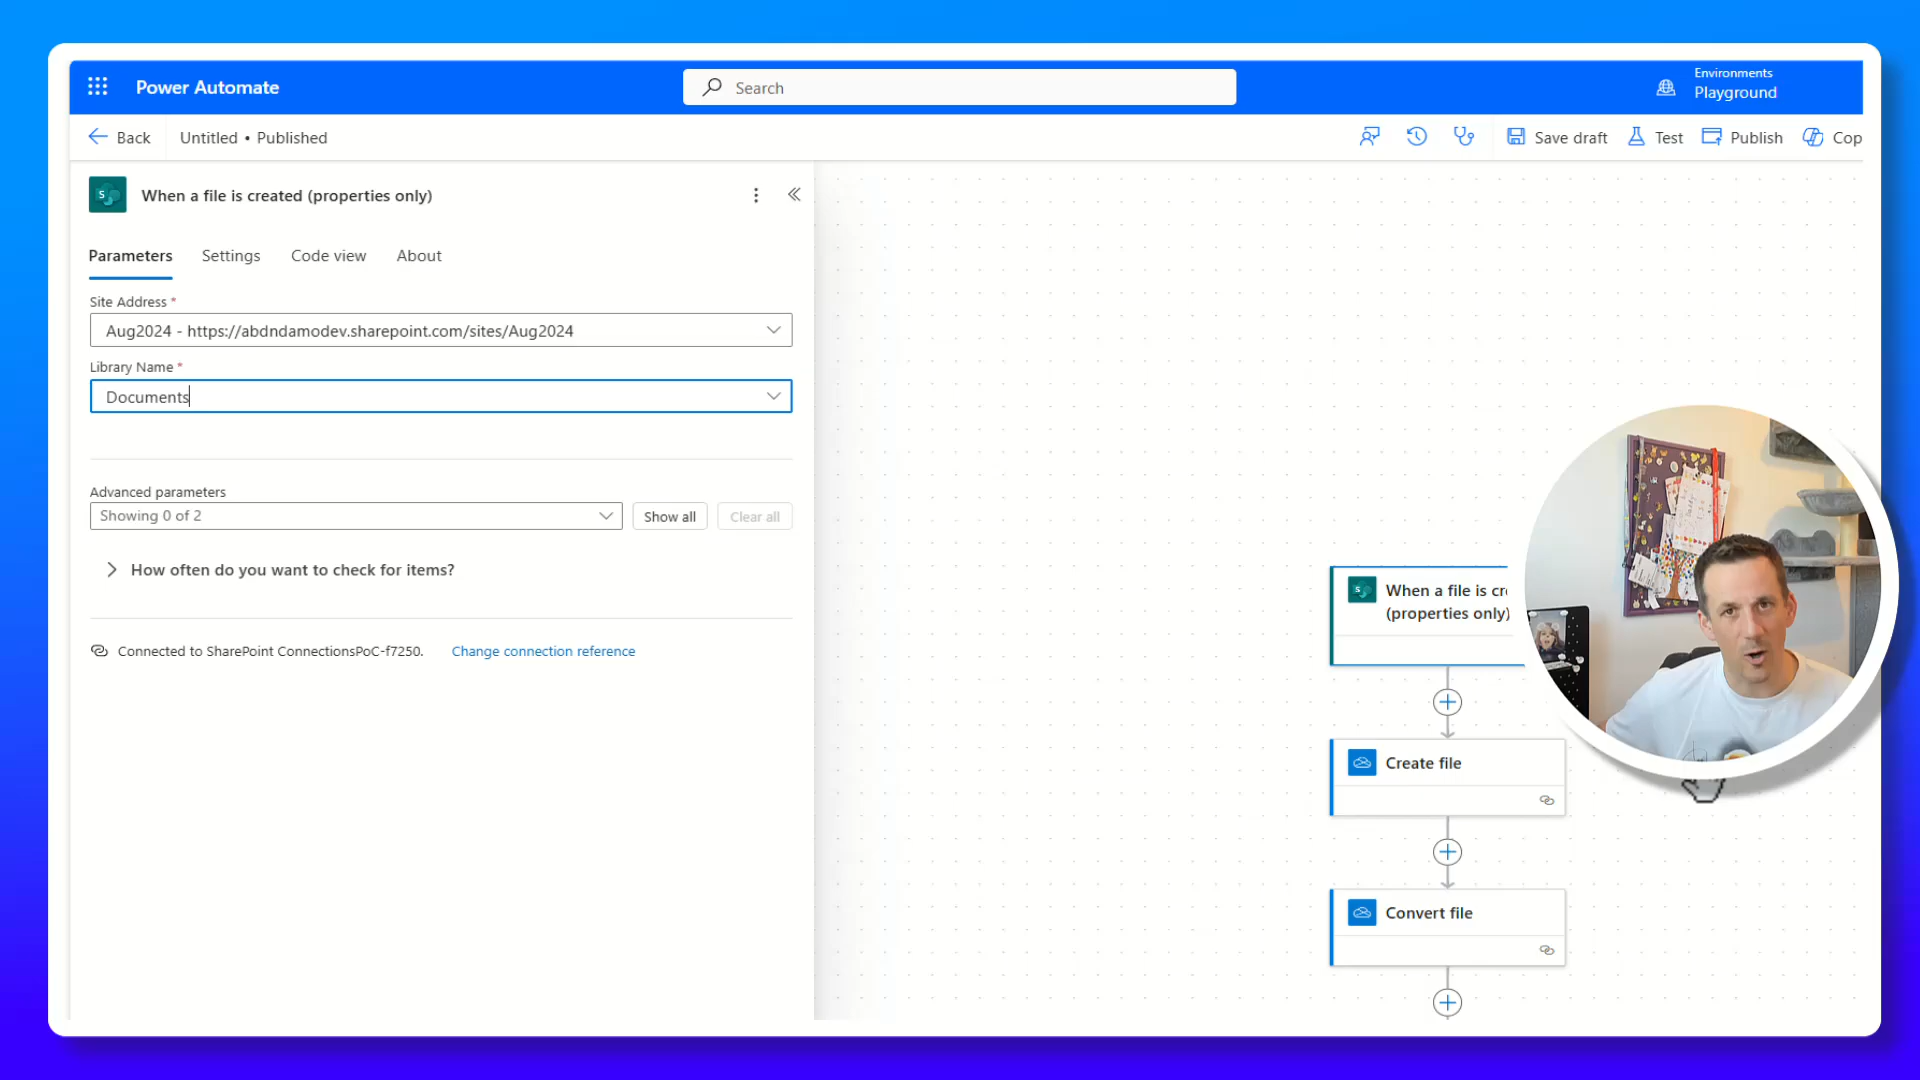 Power Automate
Search
Environments
Playground
Back
Untitled • Published
Save draft
Test
Publish
Cop
When a file is created (properties only)
Parameters
Settings
Code view
About
Site Address *
Aug2024 - https://abdndamodev.sharepoint.com/sites/Aug2024
Library Name *
Documents
Advanced parameters
Showing 0 of 2
Show all
Clear all
How often do you want to check for items?
Connected to SharePoint ConnectionsPoC-f7250.
Change connection reference
When a file is cr
(properties only)
Create file
Convert file